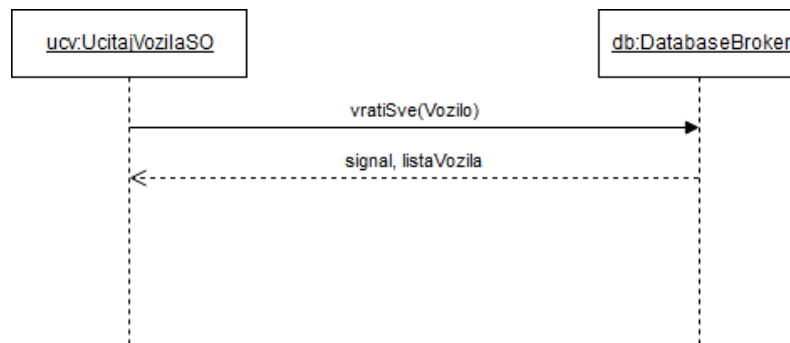 ucv:UcitajVozilaSO
db:DatabaseBroker
vratiSve(Vozilo)
signal, listaVozila